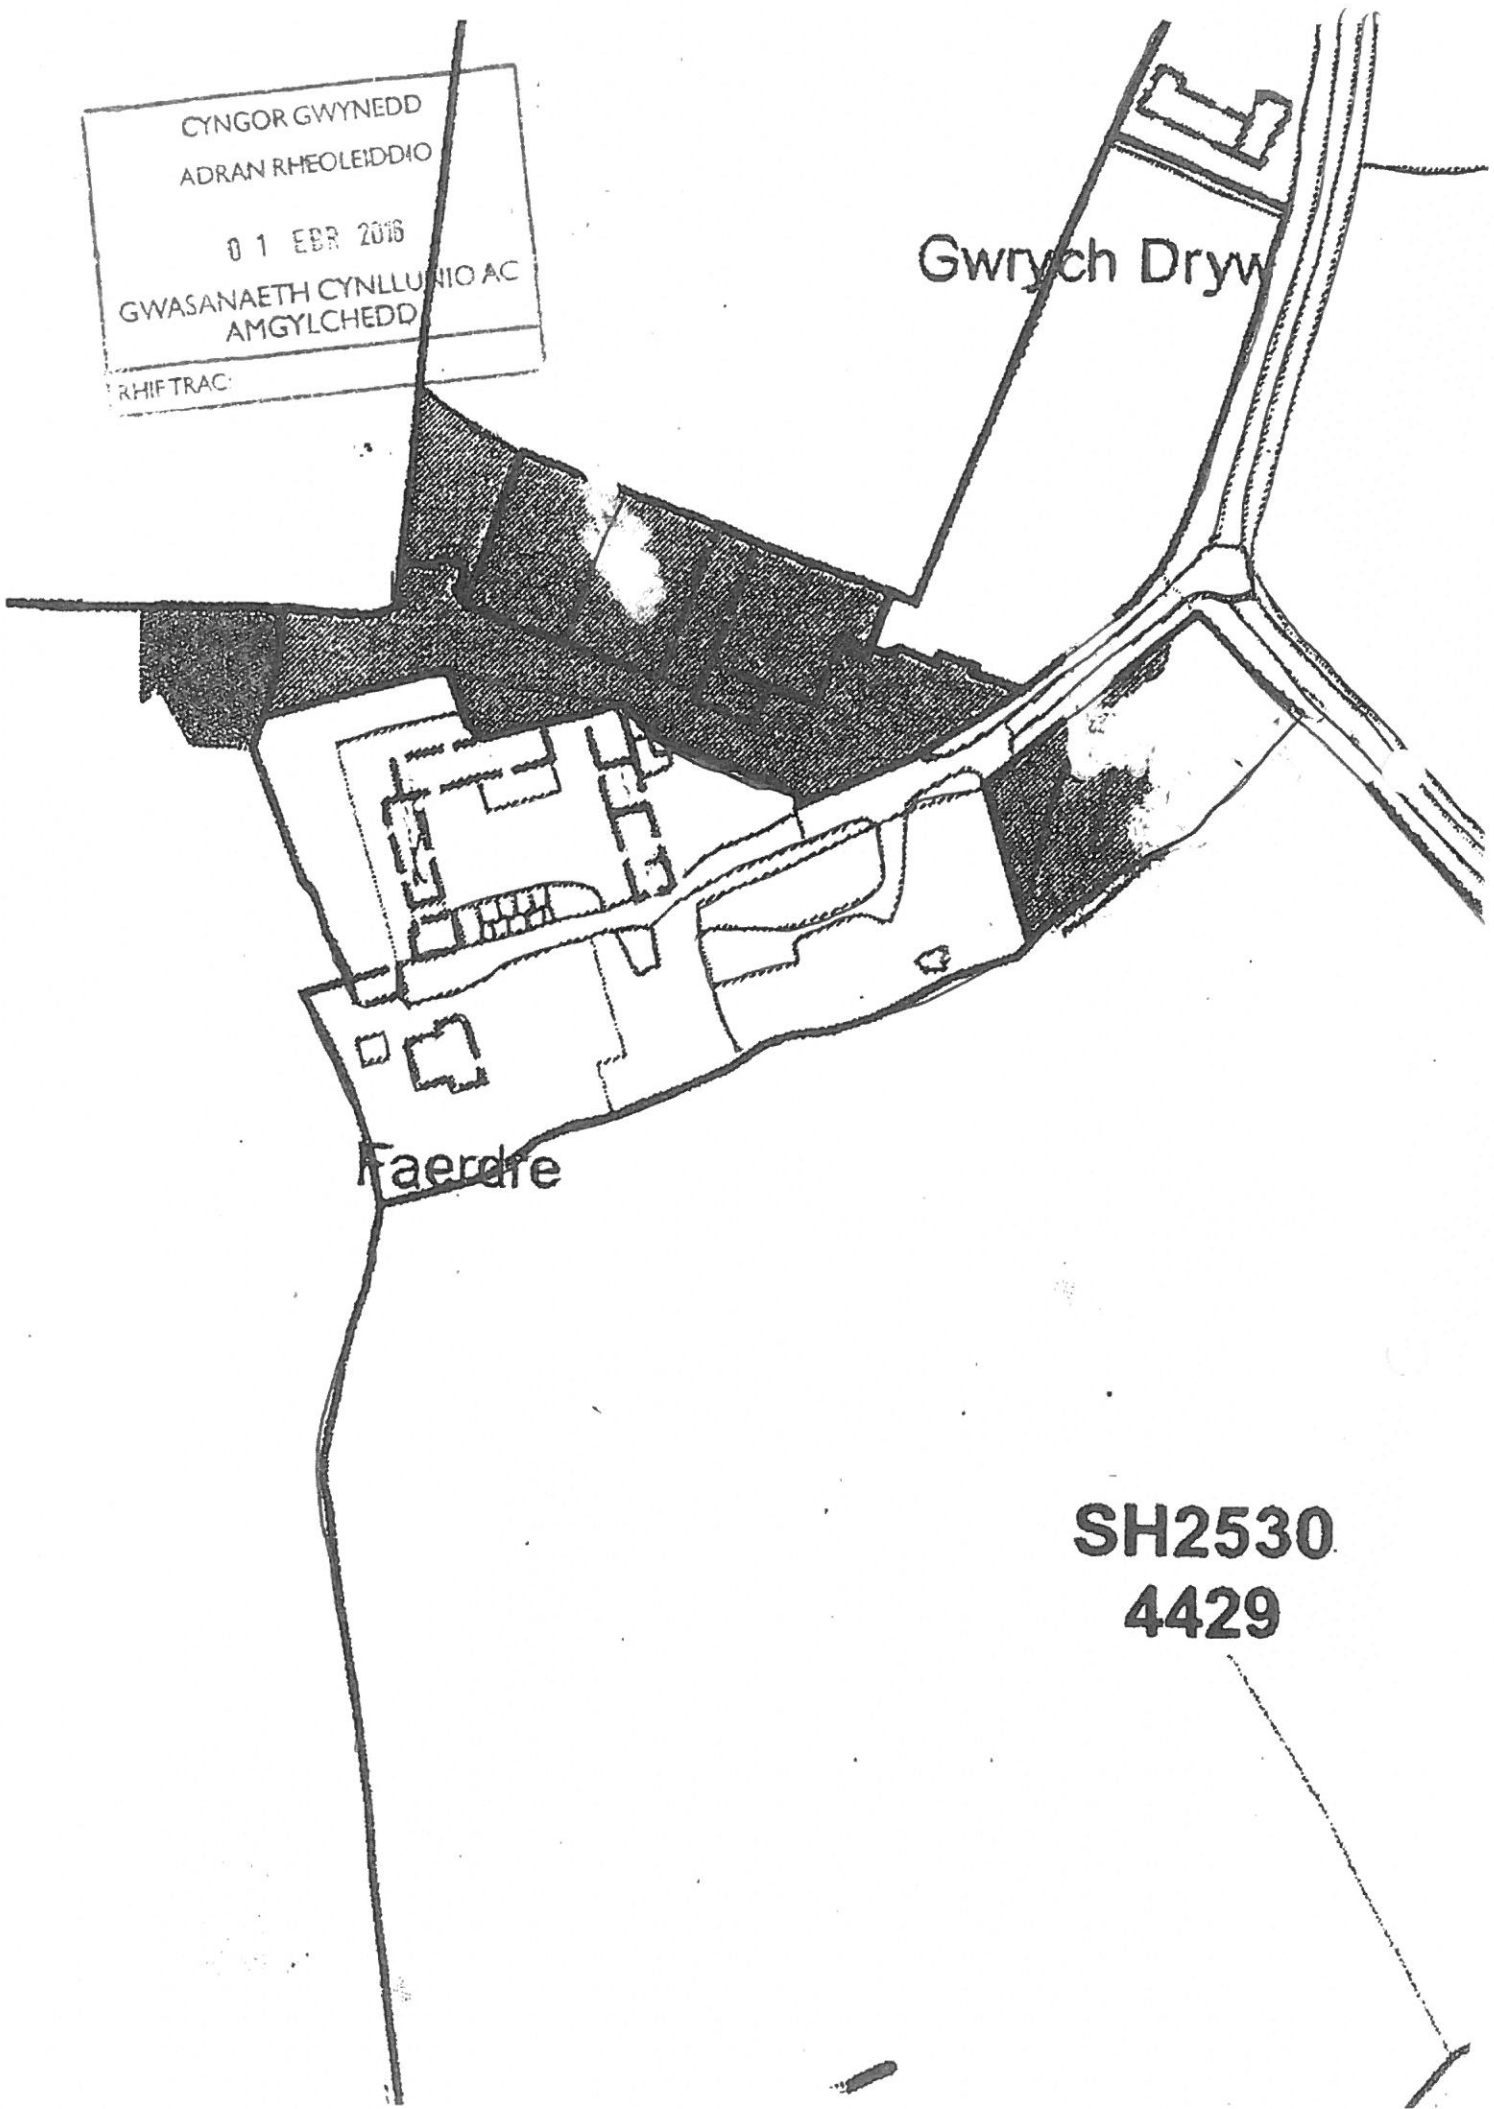 CYNGOR GWYNEDD
ADRAN RHEOLEIDDIO
01 EBR 2016
GWASANAETH CYNLLUNIO AC
AMGYLCHEDD
RHIF TRAC:
Gwrych Dryw
Faerdre
SH2530
4429